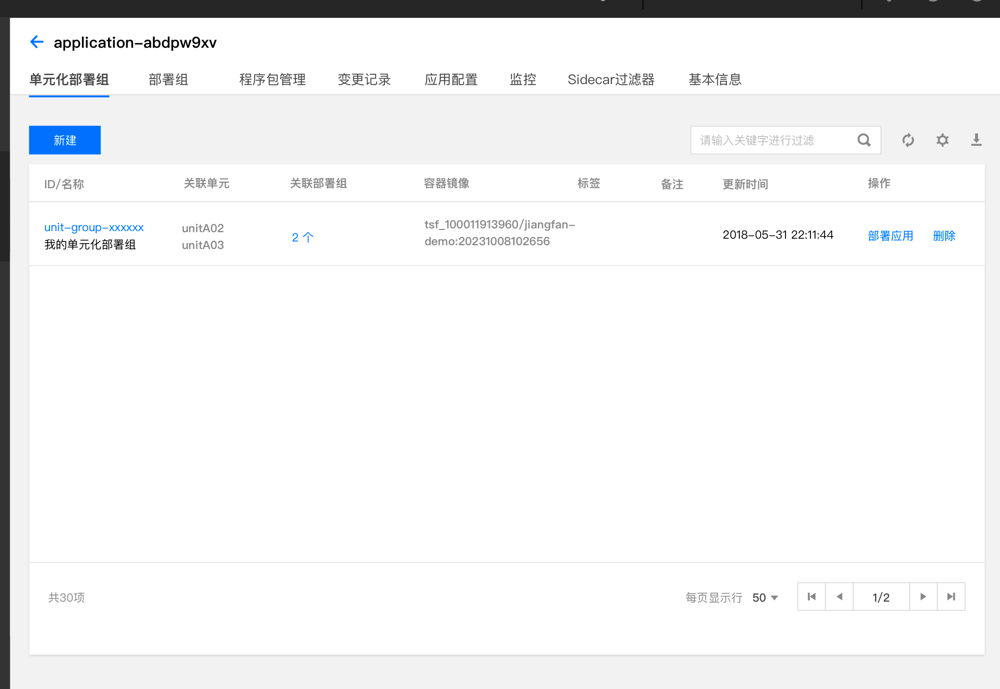 application-abdpw9xv
单元化部署组 部署组 程序包管理 变更记录 应用配置 监控 Sidecar过滤器 基本信息
新建 请输入关键字进行过滤
ID/名称 关联单元 关联部署组 容器镜像 标签 备注 更新时间 操作
unit-group-xxxxxx
我的单元化部署组
unitA02
unitA03
2 个
tsf_100011913960/jiangfan-
demo:20231008102656
2018-05-31 22:11:44
部署应用 删除
共30项 每页显示行 50 1/2